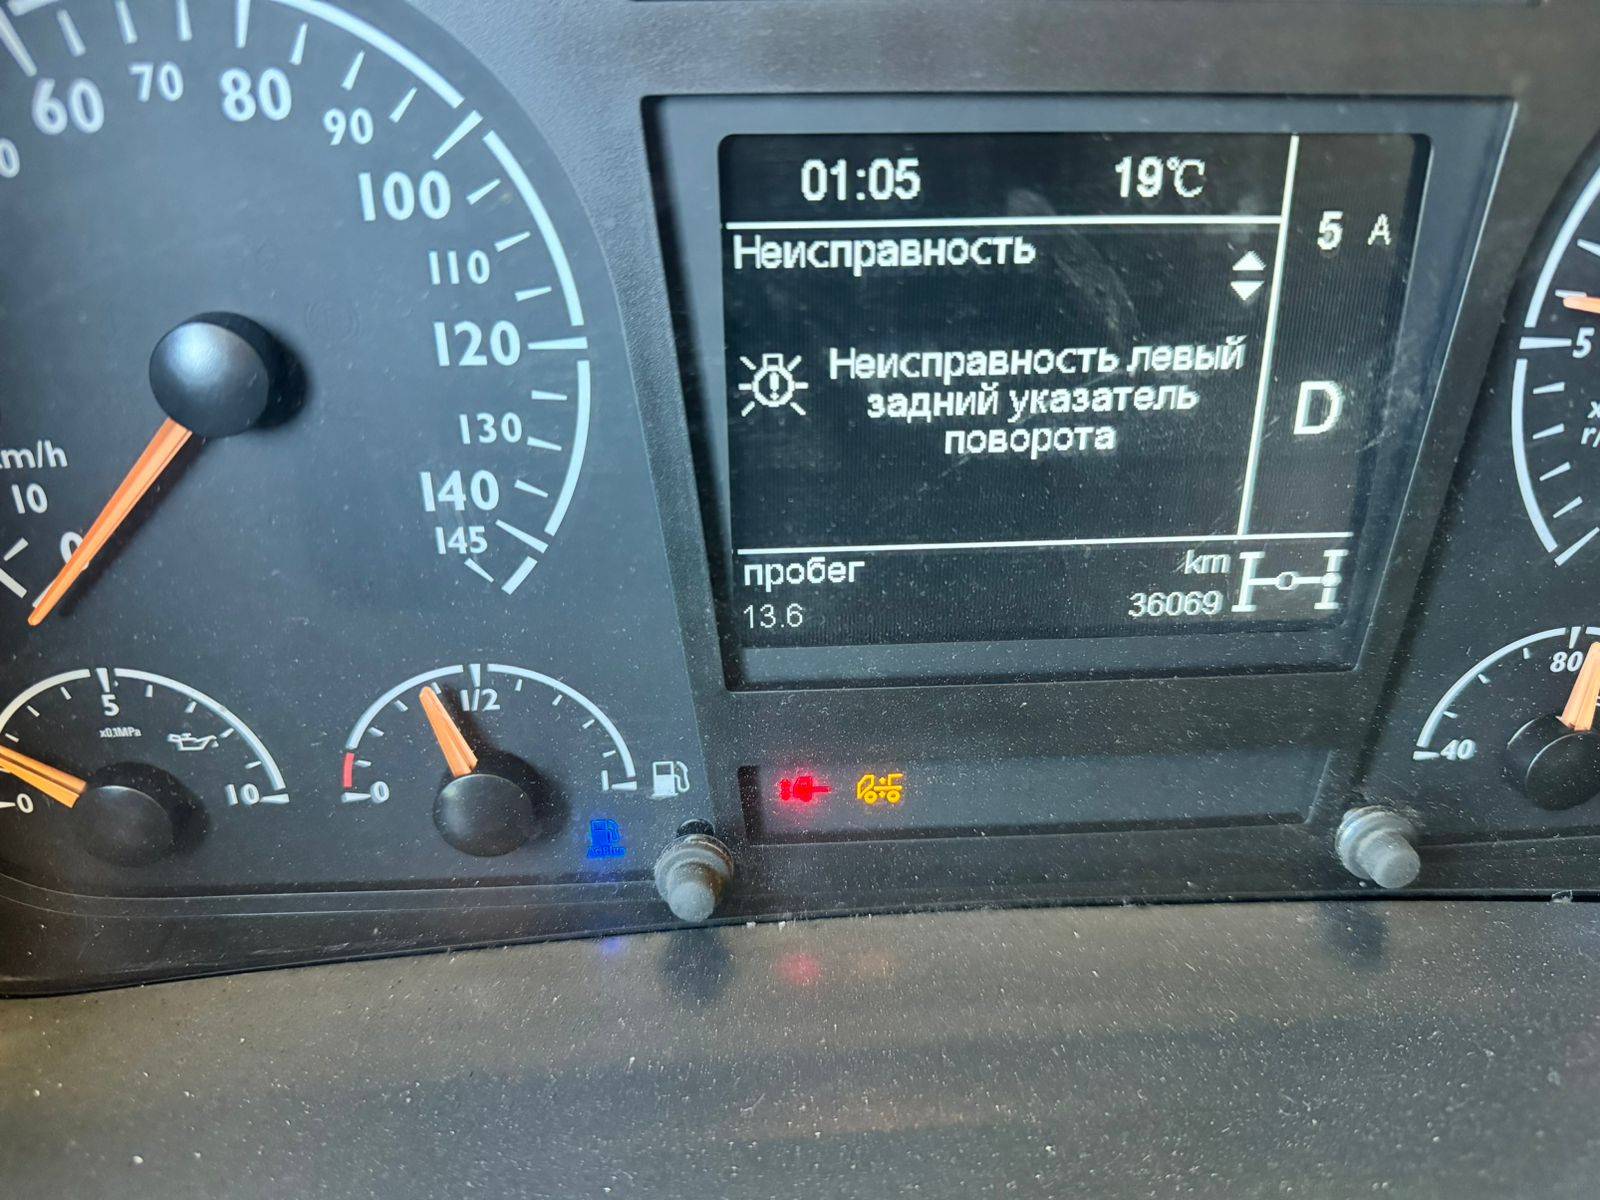 60
70
80
90
100
110
120
130
140
145
km/h
10
0
01:05
19℃
5 A
Неисправность
Неисправность левый
задний указатель
поворота
D
пробег
km
13.6
36069
5
x0.1MPa
0
10
0
1/2
1
AdBlue
5
40
80